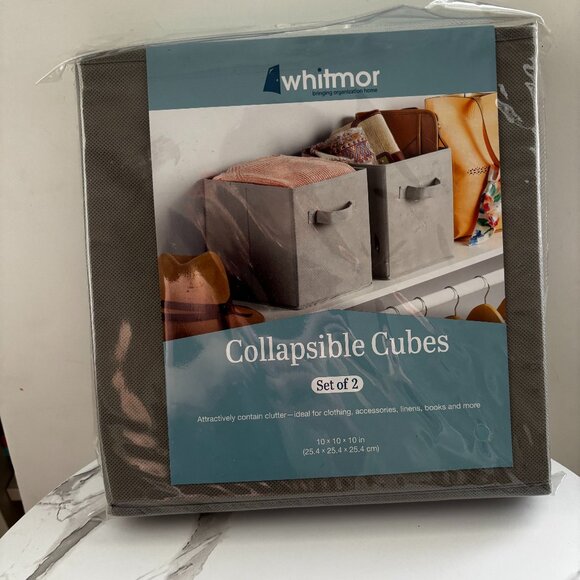 whitmor
bringing organization home
Collapsible Cubes
Set of 2
Attractively contain clutter—ideal for clothing, accessories, linens, books and more
10 x 10 x 10 in
(25.4 x 25.4 x 25.4 cm)